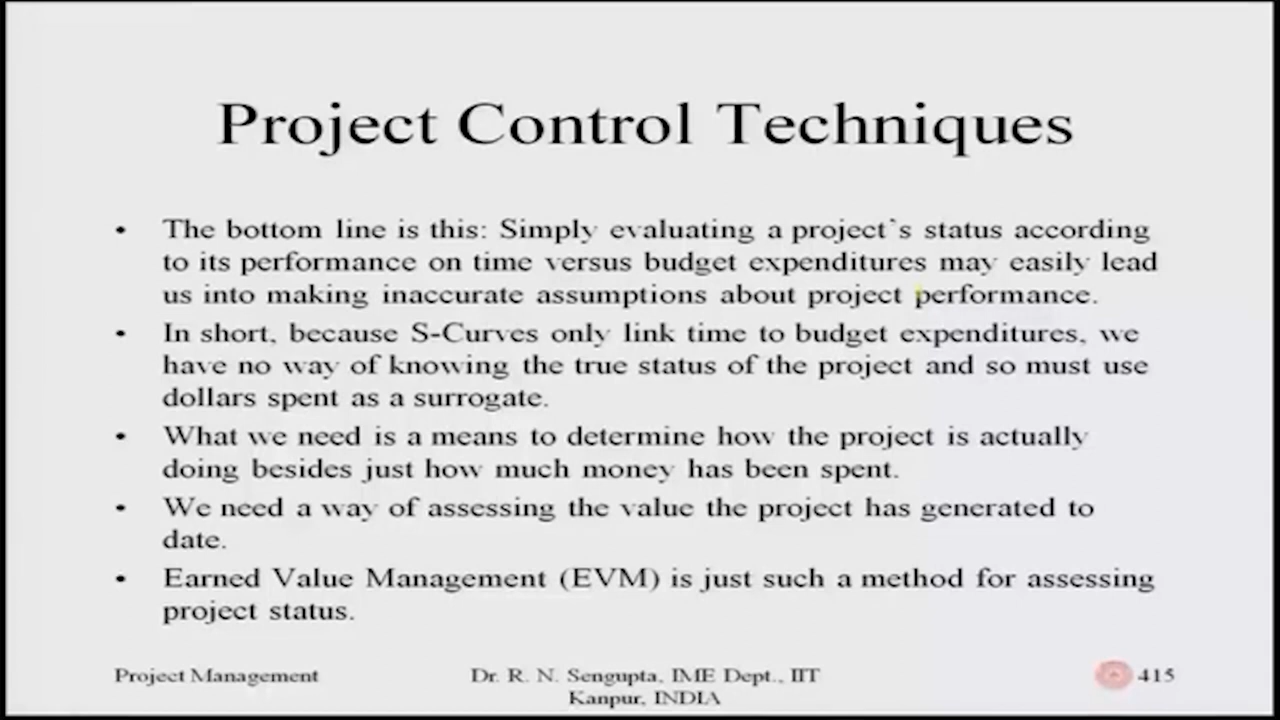 Project Control Techniques
• The bottom line is this: Simply evaluating a project`s status according
to its performance on time versus budget expenditures may easily lead
us into making inaccurate assumptions about project performance.
• In short, because S-Curves only link time to budget expenditures, we
have no way of knowing the true status of the project and so must use
dollars spent as a surrogate.
• What we need is a means to determine how the project is actually
doing besides just how much money has been spent.
• We need a way of assessing the value the project has generated to
date.
• Earned Value Management (EVM) is just such a method for assessing
project status.
Project Management
Dr. R. N. Sengupta, IME Dept., IIT
Kanpur, INDIA
415